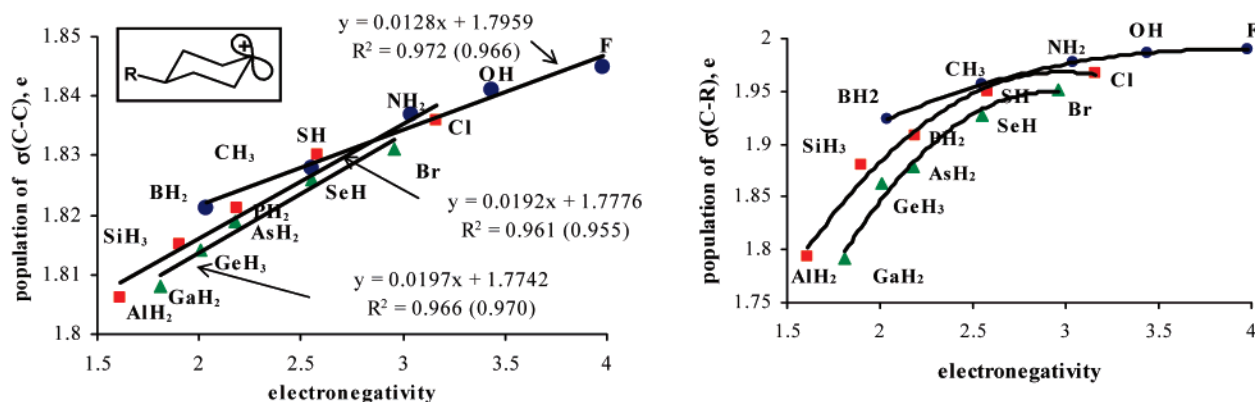 population of σ(C-C), e
1.85
1.84
1.83
1.82
1.81
1.8
R
+
y = 0.0128x + 1.7959
R² = 0.972 (0.966)
F
OH
NH₂
Cl
SH
CH₃
Br
SeH
BH₂
PH₂
AsH₂
SiH₃
GeH₃
GaH₂
AlH₂
y = 0.0192x + 1.7776
R² = 0.961 (0.955)
y = 0.0197x + 1.7742
R² = 0.966 (0.970)
1.5 2 2.5 3 3.5 4
electronegativity
population of σ(C-R), e
2
1.95
1.9
1.85
1.8
1.75
F
OH
NH₂
CH₃
Cl
SH
Br
BH2
SeH
PH₂
SiH₃
AsH₂
GeH₃
AlH₂
GaH₂
1.5 2 2.5 3 3.5 4
electronegativity